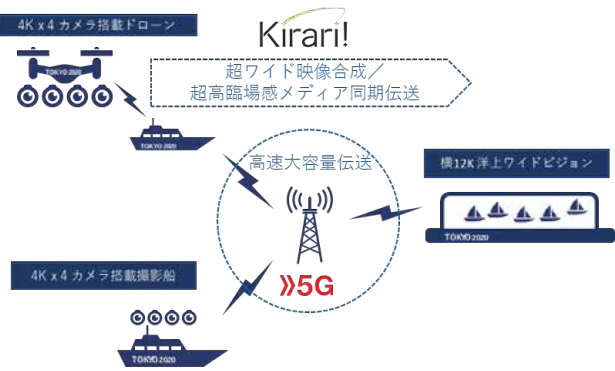 4K x 4 カメラ搭載ドローン
Kirari!
TOKYO 2020
超ワイド映像合成／
超高臨場感メディア同期伝送
TOKYO 2020
高速大容量伝送
横12K 洋上ワイドビジョン
TOKYO 2020
4K x 4 カメラ搭載撮影船
》5G
TOKYO 2020